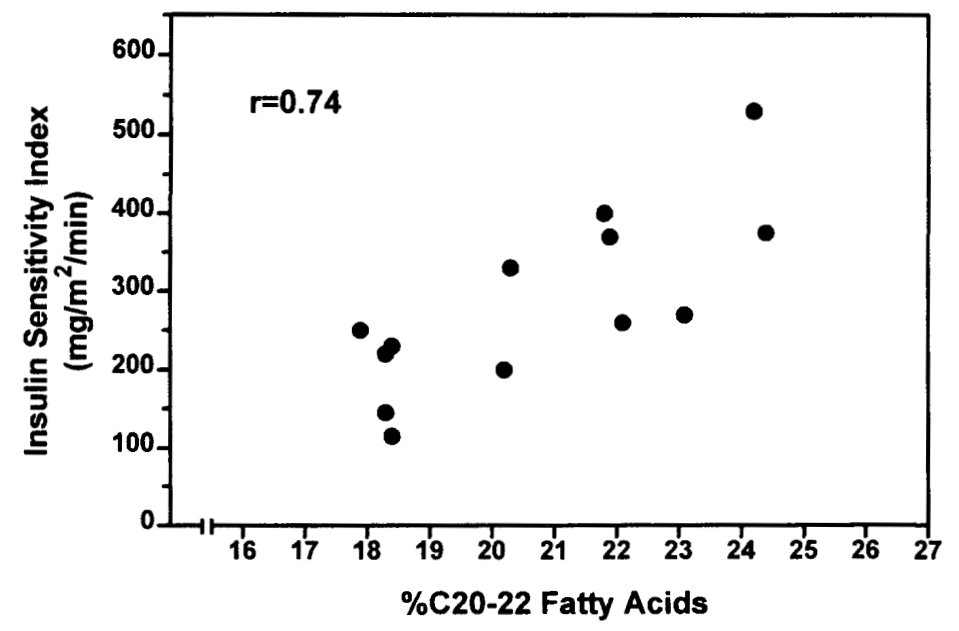 600
500
400
300
200
100
0
r=0.74
Insulin Sensitivity Index
(mg/m²/min)
16 17 18 19 20 21 22 23 24 25 26 27
%C20-22 Fatty Acids